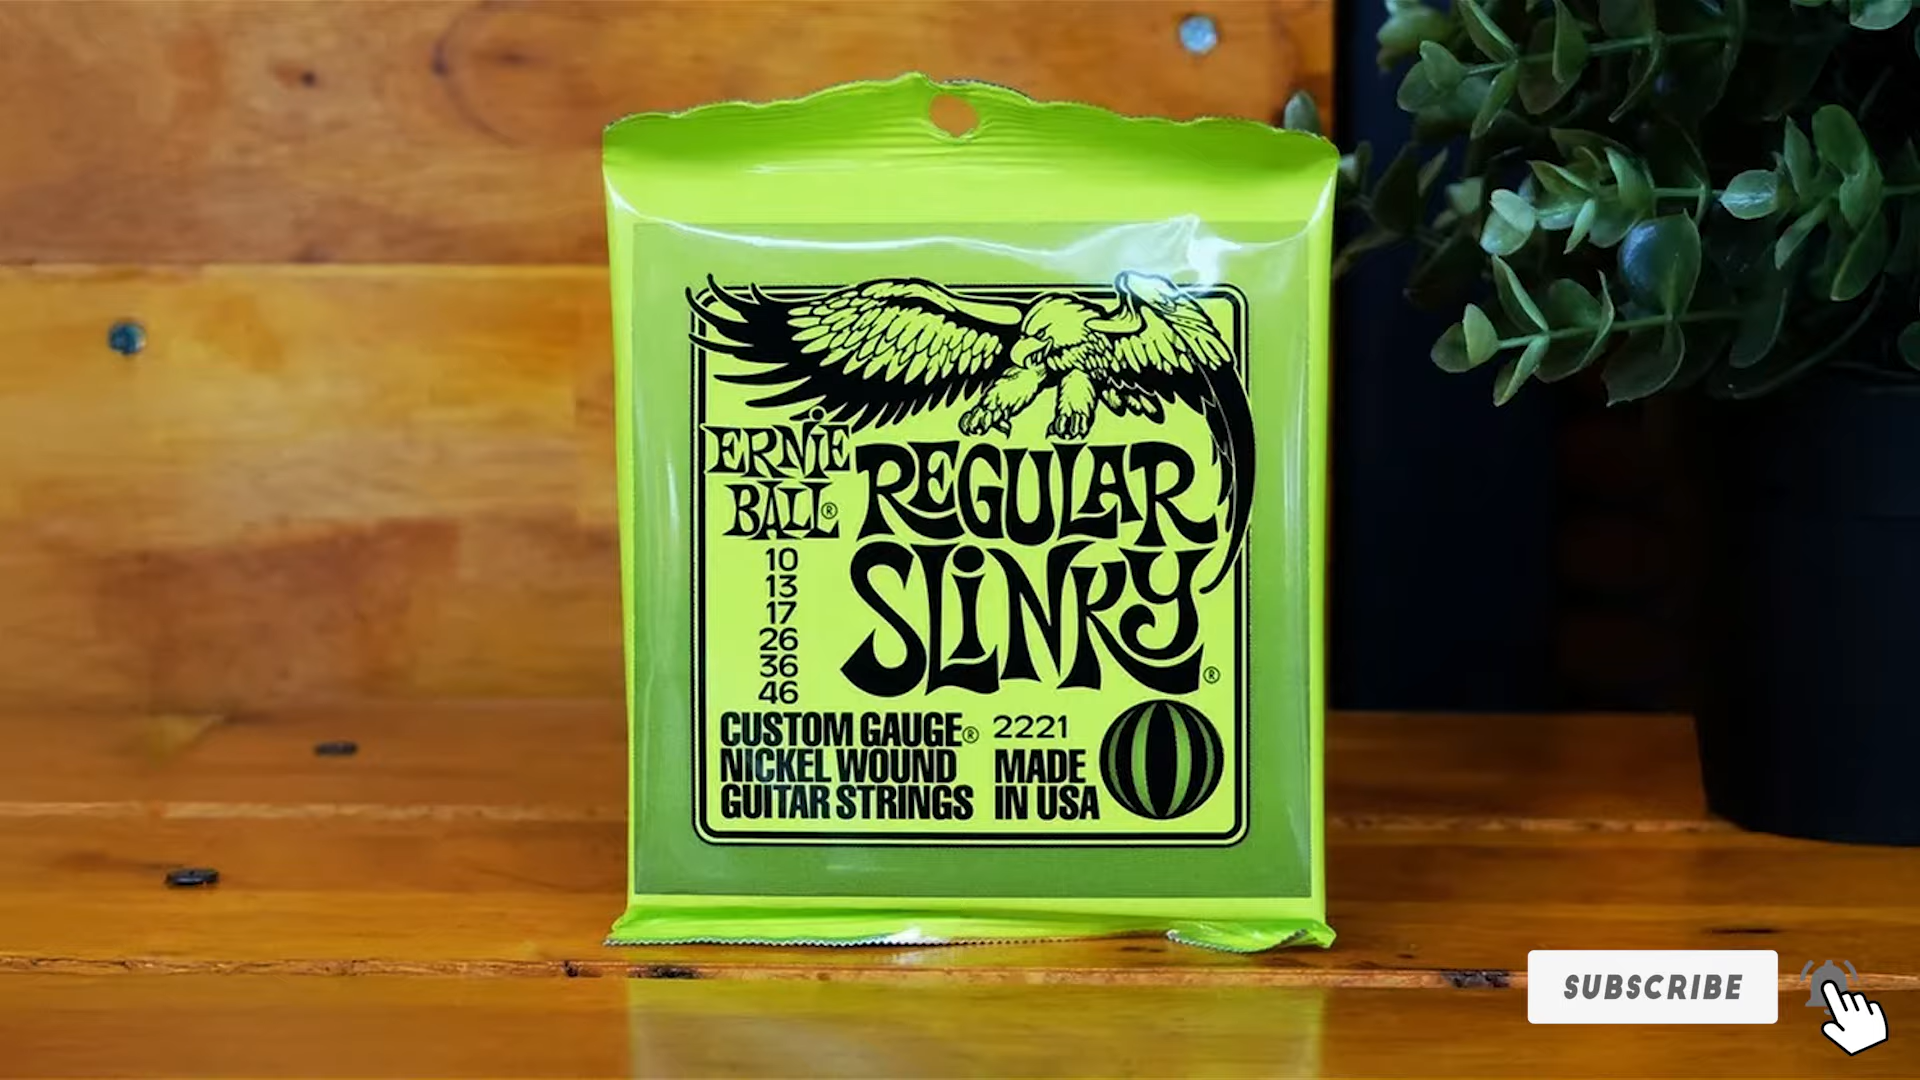 ERNIE
BALL®
REGULAR
SLINKY®
10
13
17
26
36
46
CUSTOM GAUGE® 2221
NICKEL WOUND
GUITAR STRINGS
MADE
IN USA
SUBSCRIBE